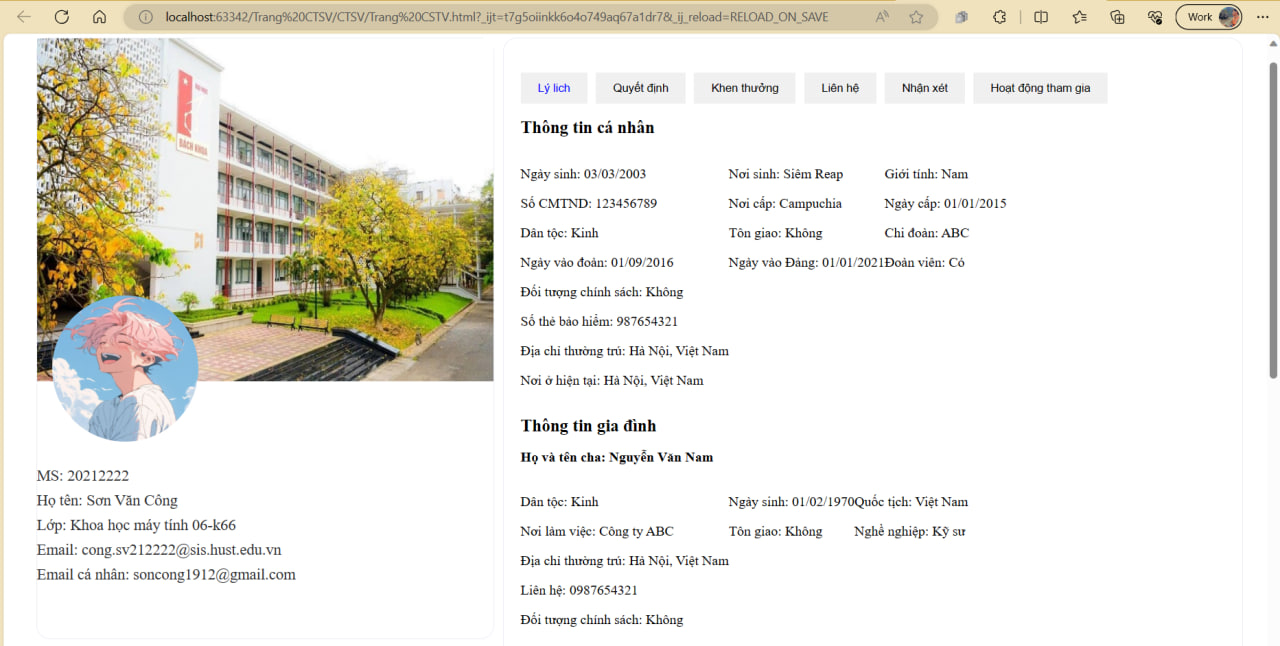 localhost:63342/Trang%20CTSV/CTSV/Trang%20CSTV.html?_ijt=t7g5oiinkk6o4o749aq67a1dr7&_ij_reload=RELOAD_ON_SAVE
Work
BÁCH KHOA
Lý lịch Quyết định Khen thưởng Liên hệ Nhận xét Hoạt động tham gia
Thông tin cá nhân
Ngày sinh: 03/03/2003 Nơi sinh: Siêm Reap Giới tính: Nam
Số CMTND: 123456789 Nơi cấp: Campuchia Ngày cấp: 01/01/2015
Dân tộc: Kinh Tôn giao: Không Chi đoàn: ABC
Ngày vào đoàn: 01/09/2016 Ngày vào Đảng: 01/01/2021Đoàn viên: Có
Đối tượng chính sách: Không
Số thẻ bảo hiểm: 987654321
Địa chỉ thường trú: Hà Nội, Việt Nam
Nơi ở hiện tại: Hà Nội, Việt Nam
Thông tin gia đình
Họ và tên cha: Nguyễn Văn Nam
Dân tộc: Kinh Ngày sinh: 01/02/1970Quốc tịch: Việt Nam
Nơi làm việc: Công ty ABC Tôn giao: Không Nghề nghiệp: Kỹ sư
Địa chỉ thường trú: Hà Nội, Việt Nam
Liên hệ: 0987654321
Đối tượng chính sách: Không
MS: 20212222
Họ tên: Sơn Văn Công
Lớp: Khoa học máy tính 06-k66
Email: cong.sv212222@sis.hust.edu.vn
Email cá nhân: soncong1912@gmail.com